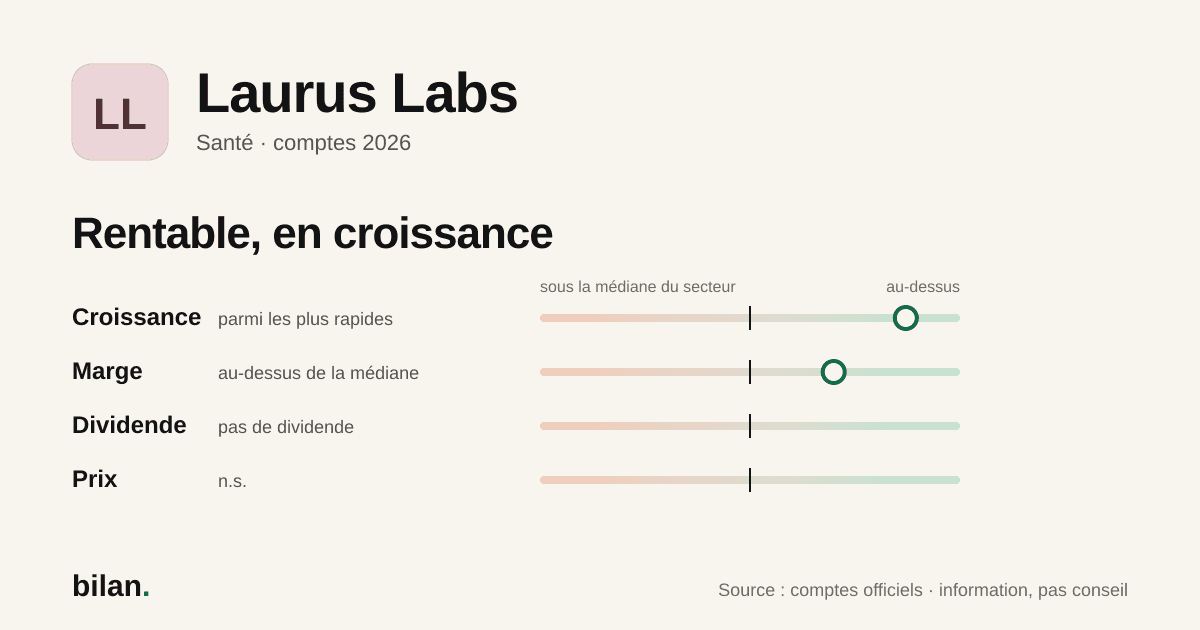 LL
Laurus Labs
Santé · comptes 2026
Rentable, en croissance
sous la médiane du secteur au-dessus
Croissance parmi les plus rapides
Marge au-dessus de la médiane
Dividende pas de dividende
Prix n.s.
bilan.
Source : comptes officiels · information, pas conseil